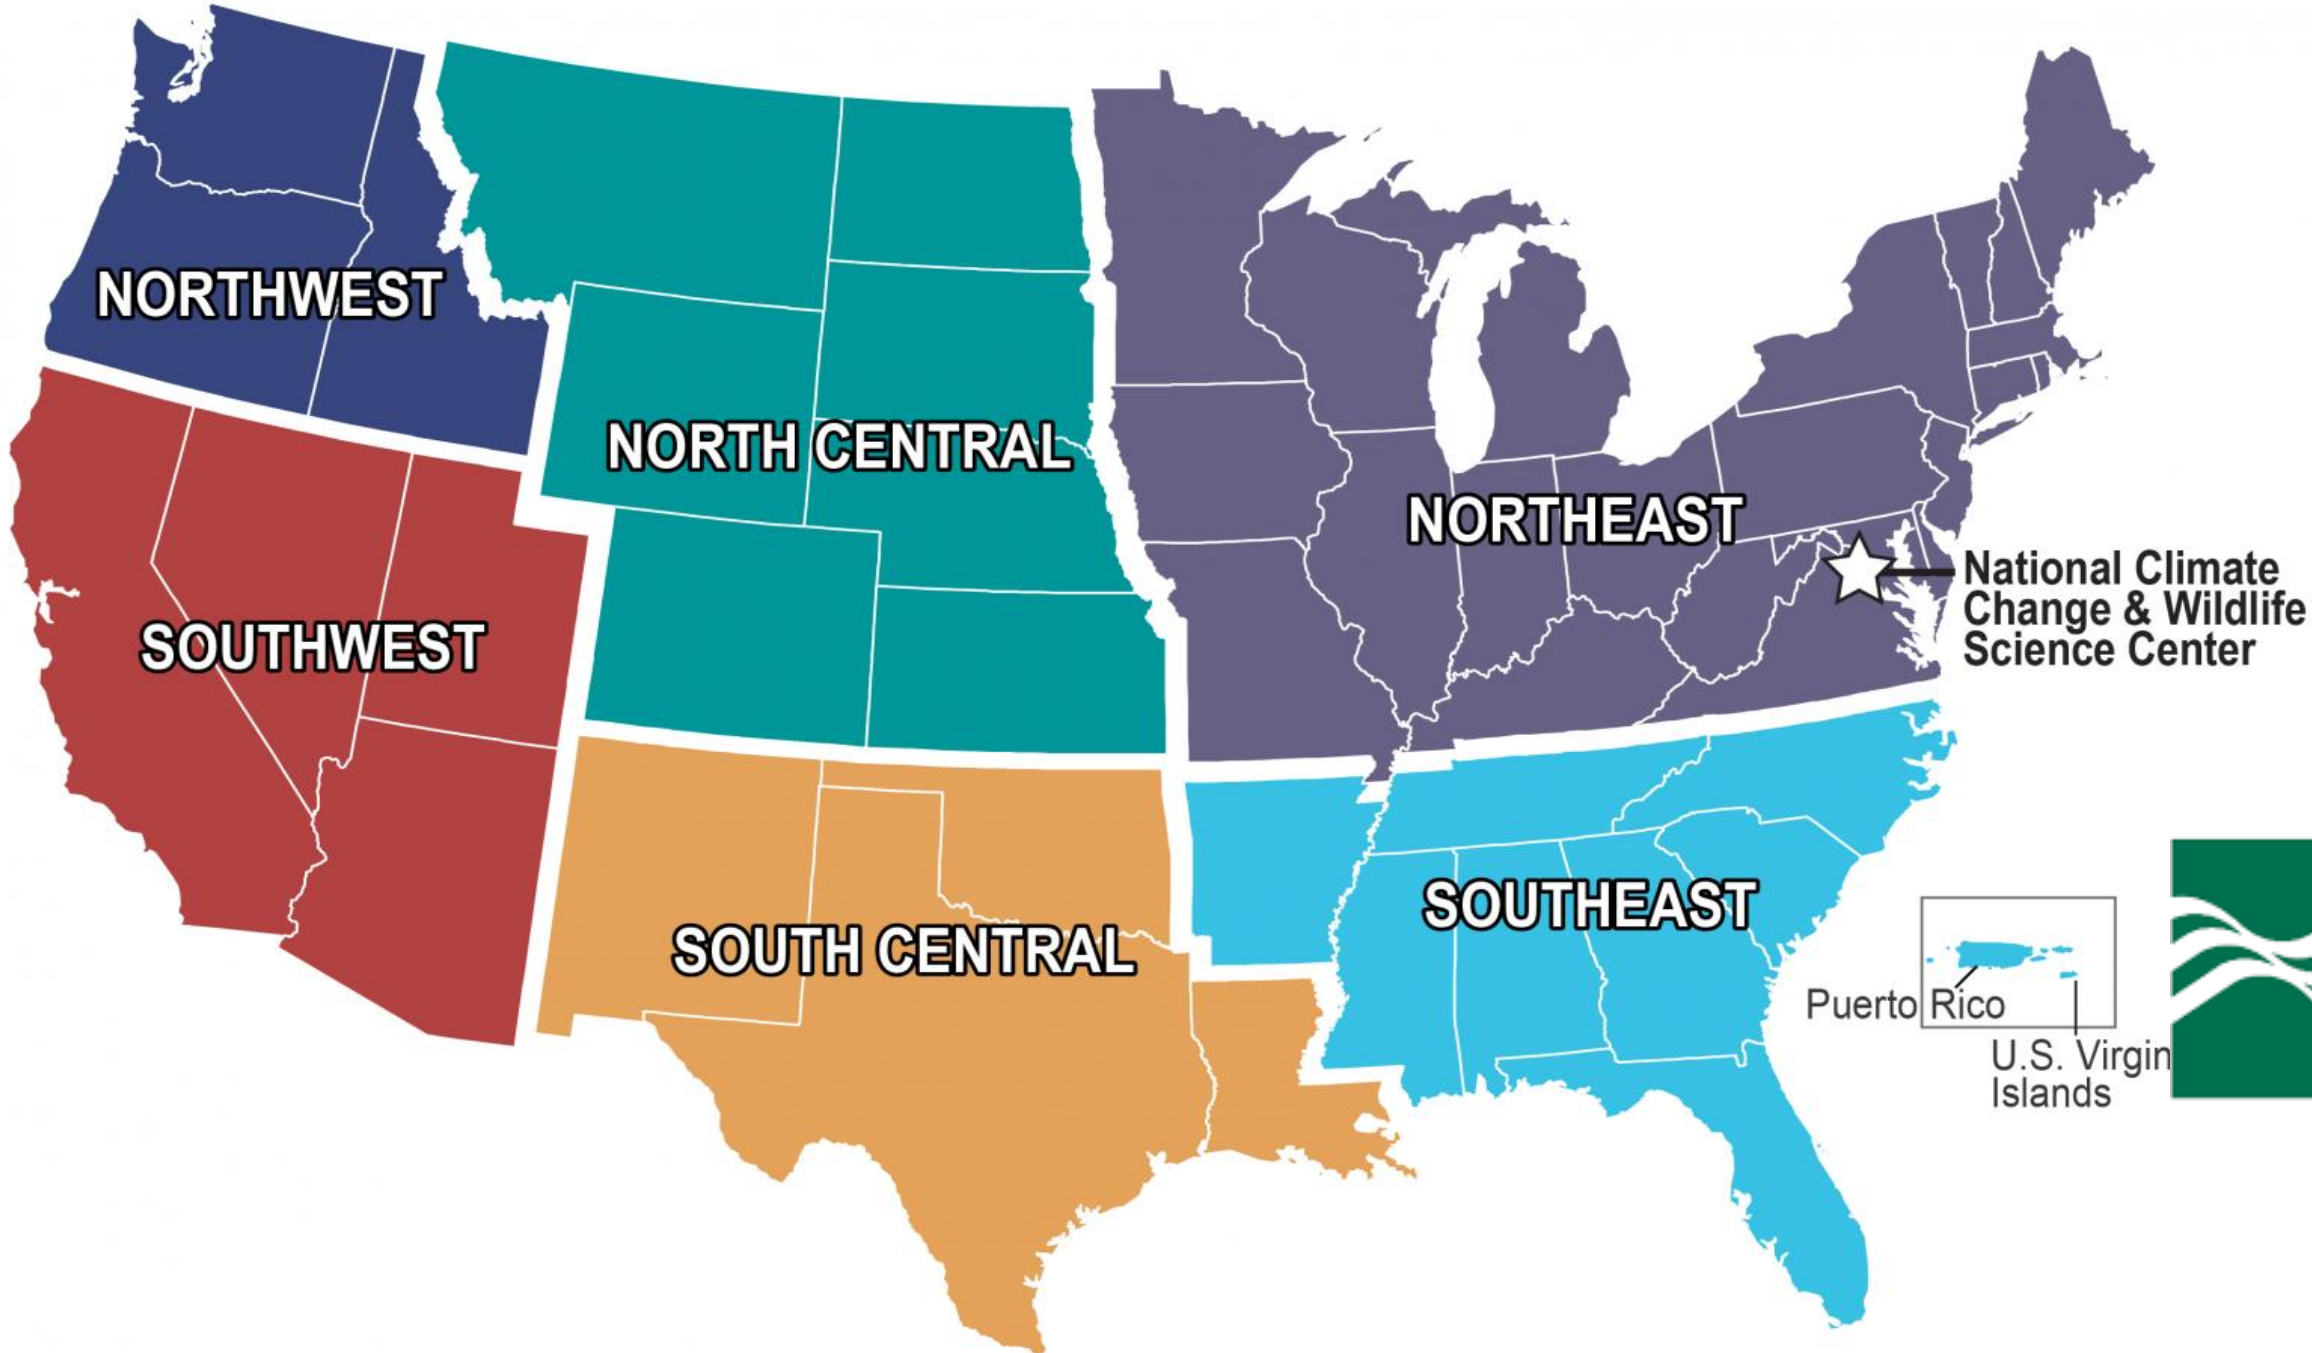 NORTHWEST
NORTH CENTRAL
NORTHEAST
National Climate
Change & Wildlife
Science Center
SOUTHWEST
SOUTHEAST
SOUTH CENTRAL
Puerto Rico
U.S. Virgin
Islands